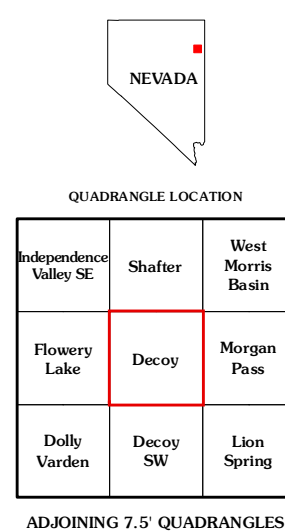 NEVADA
QUADRANGLE LOCATION
Independence
Valley SE
Shafter
West
Morris
Basin
Flowery
Lake
Decoy
Morgan
Pass
Dolly
Varden
Decoy
SW
Lion
Spring
ADJOINING 7.5' QUADRANGLES